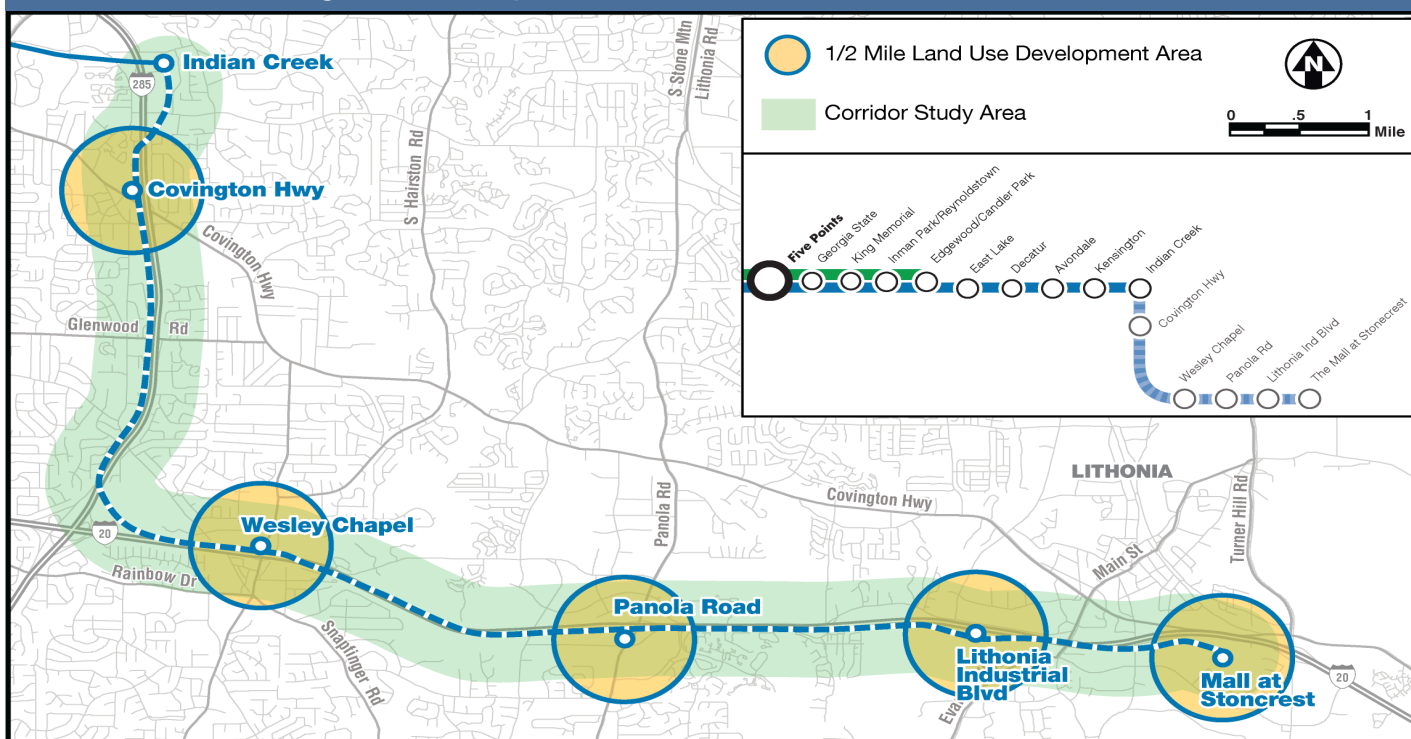 Indian Creek
285
Covington Hwy
Covington Hwy
Glenwood Rd
S Hairston Rd
S Stone Mtn
Lithonia Rd
1/2 Mile Land Use Development Area
Corridor Study Area
N
0 .5 1
Mile
Five Points
Georgia State
King Memorial
Inman Park/Reynoldstown
Edgewood/Candler Park
East Lake
Decatur
Avondale
Kensington
Indian Creek
Covington Hwy
Wesley Chapel
Panola Rd
Lithonia Ind Blvd
The Mall at Stonecrest
LITHONIA
Covington Hwy
Turner Hill Rd
Main St
Panola Rd
Wesley Chapel
20
Rainbow Dr
Snapfinger Rd
Panola Road
Lithonia
Industrial
Blvd
Mall at
Stoncrest
20